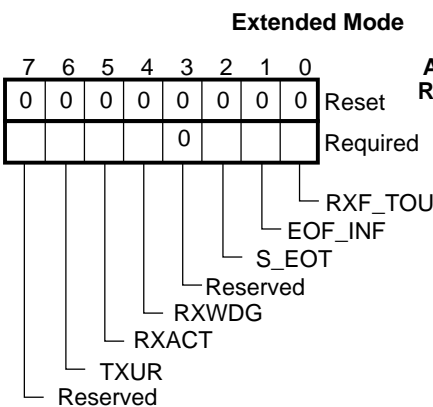 Extended Mode
7 6 5 4 3 2 1 0 A
0 0 0 0 0 0 0 0 Reset R
0 Required
RXF_TOU
EOF_INF
S_EOT
Reserved
RXWDG
RXACT
TXUR
Reserved